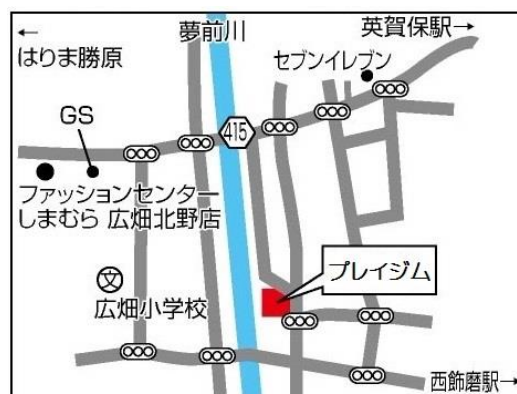 ←
はりま勝原
夢前川
英賀保駅→
セブンイレブン
GS
415
ファッションセンター
しまむら 広畑北野店
文
広畑小学校
プレイジム
西飾磨駅→